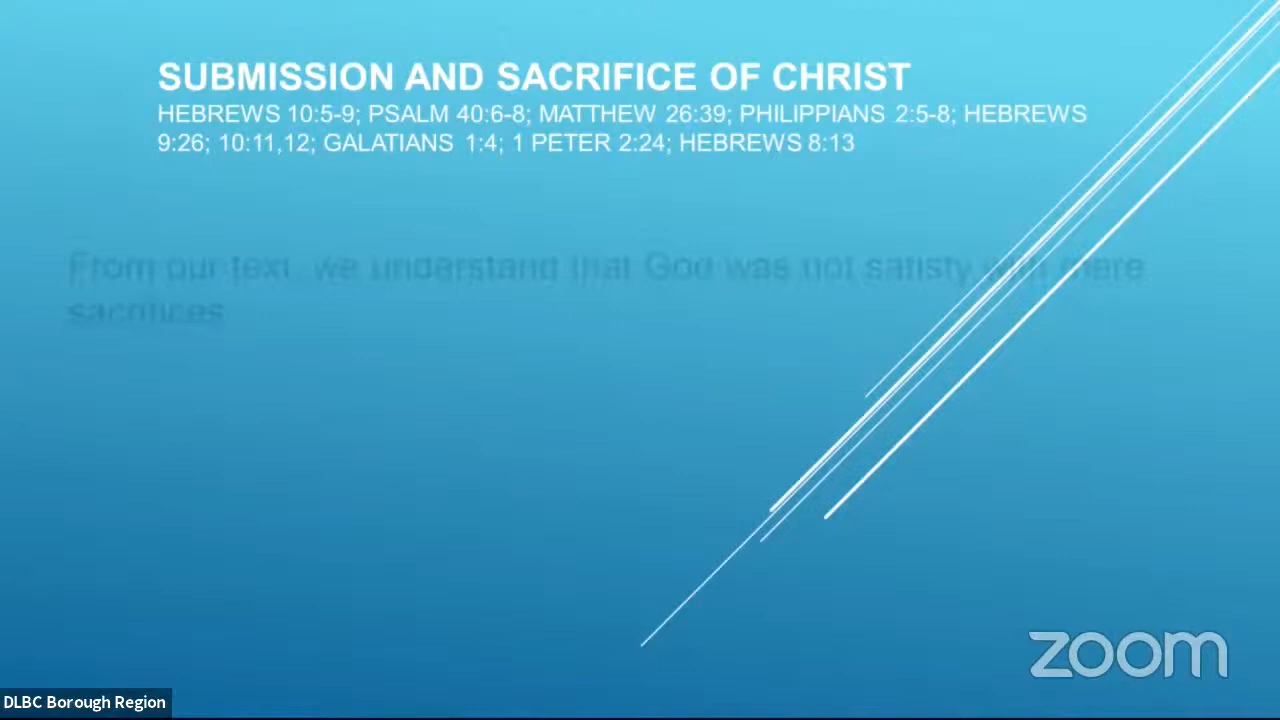 SUBMISSION AND SACRIFICE OF CHRIST
HEBREWS 10:5-9; PSALM 40:6-8; MATTHEW 26:39; PHILIPPIANS 2:5-8; HEBREWS
9:26; 10:11,12; GALATIANS 1:4; 1 PETER 2:24; HEBREWS 8:13
From our text, we understand that God was not satisfy with mere
sacrifices
zoom
DLBC Borough Region